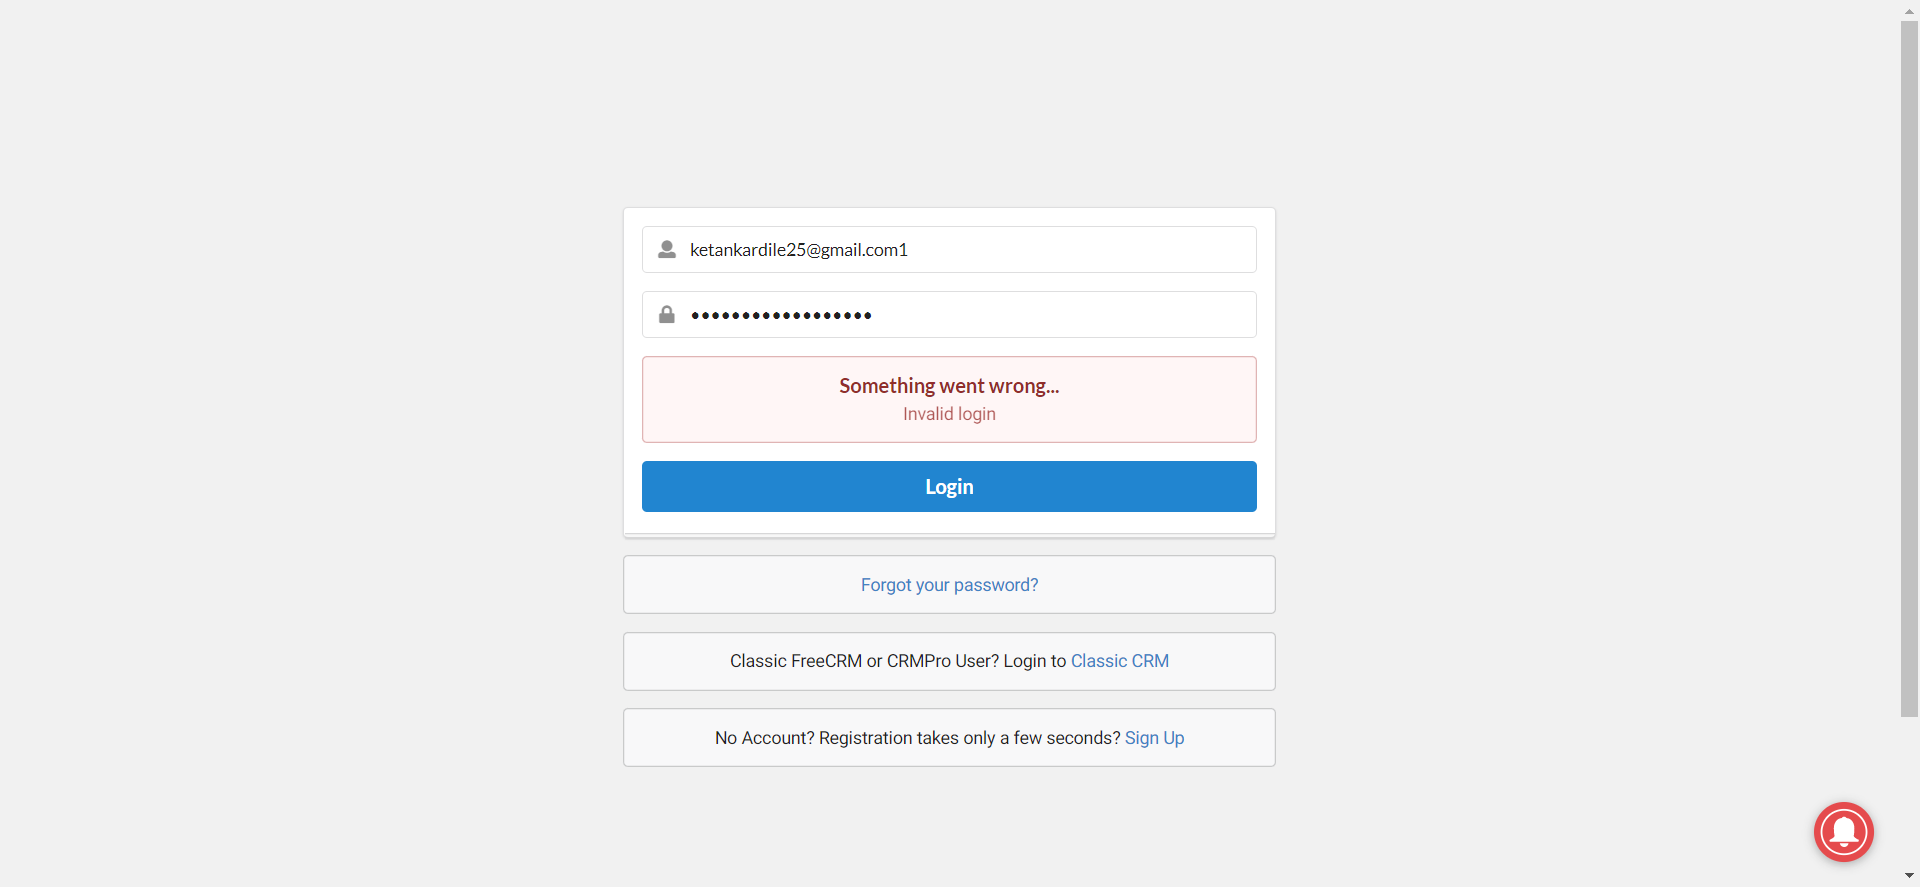 ketankardile25@gmail.com1
••••••••••••••••••
Something went wrong...
Invalid login
Login
Forgot your password?
Classic FreeCRM or CRMPro User? Login to Classic CRM
No Account? Registration takes only a few seconds? Sign Up